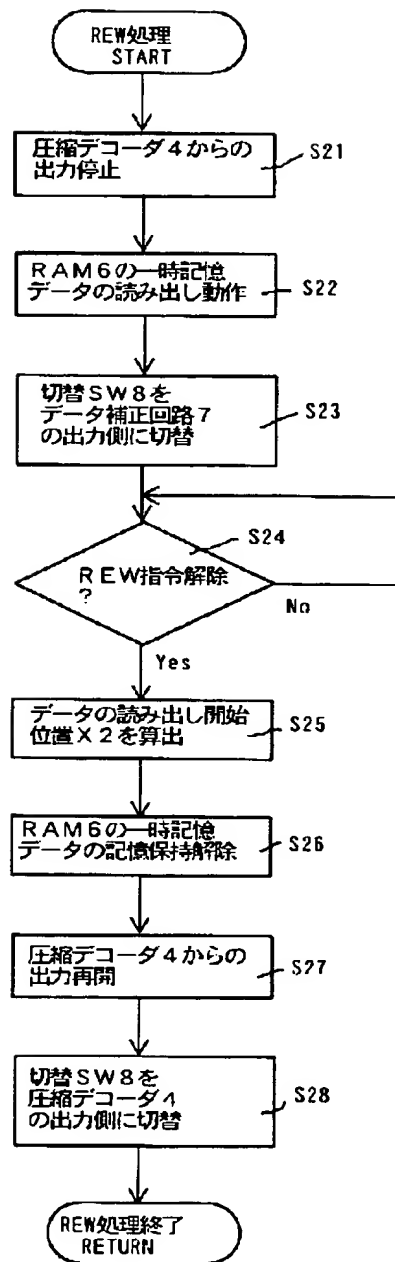 REW処理
START
圧縮デコーダ4からの
出力停止
S21
RAM6の一時記憶
データの読み出し動作
S22
切替SW8を
データ補正回路7
の出力側に切替
S23
S24
REW指令解除
?
No
Yes
データの読み出し開始
位置X2を算出
S25
RAM6の一時記憶
データの記憶保持解除
S26
圧縮デコーダ4からの
出力再開
S27
切替SW8を
圧縮デコーダ4
の出力側に切替
S28
REW処理終了
RETURN